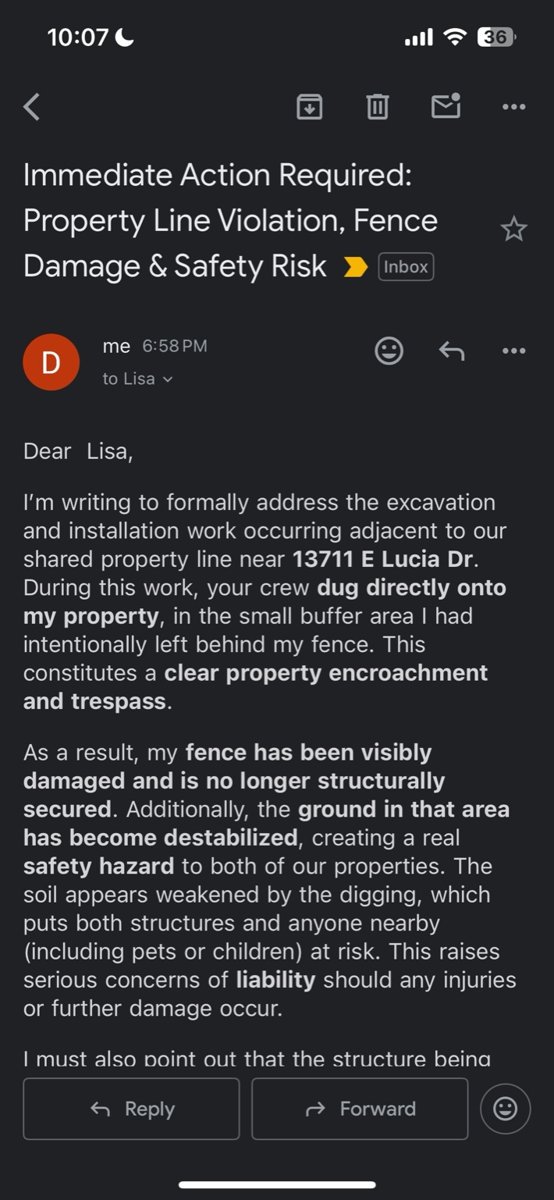 10:07
36
Immediate Action Required:
Property Line Violation, Fence
Damage & Safety Risk Inbox
D
me 6:58 PM
to Lisa
Dear Lisa,
I'm writing to formally address the excavation
and installation work occurring adjacent to our
shared property line near 13711 E Lucia Dr.
During this work, your crew dug directly onto
my property, in the small buffer area I had
intentionally left behind my fence. This
constitutes a clear property encroachment
and trespass.
As a result, my fence has been visibly
damaged and is no longer structurally
secured. Additionally, the ground in that area
has become destabilized, creating a real
safety hazard to both of our properties. The
soil appears weakened by the digging, which
puts both structures and anyone nearby
(including pets or children) at risk. This raises
serious concerns of liability should any injuries
or further damage occur.
I must also point out that the structure being
Reply
Forward